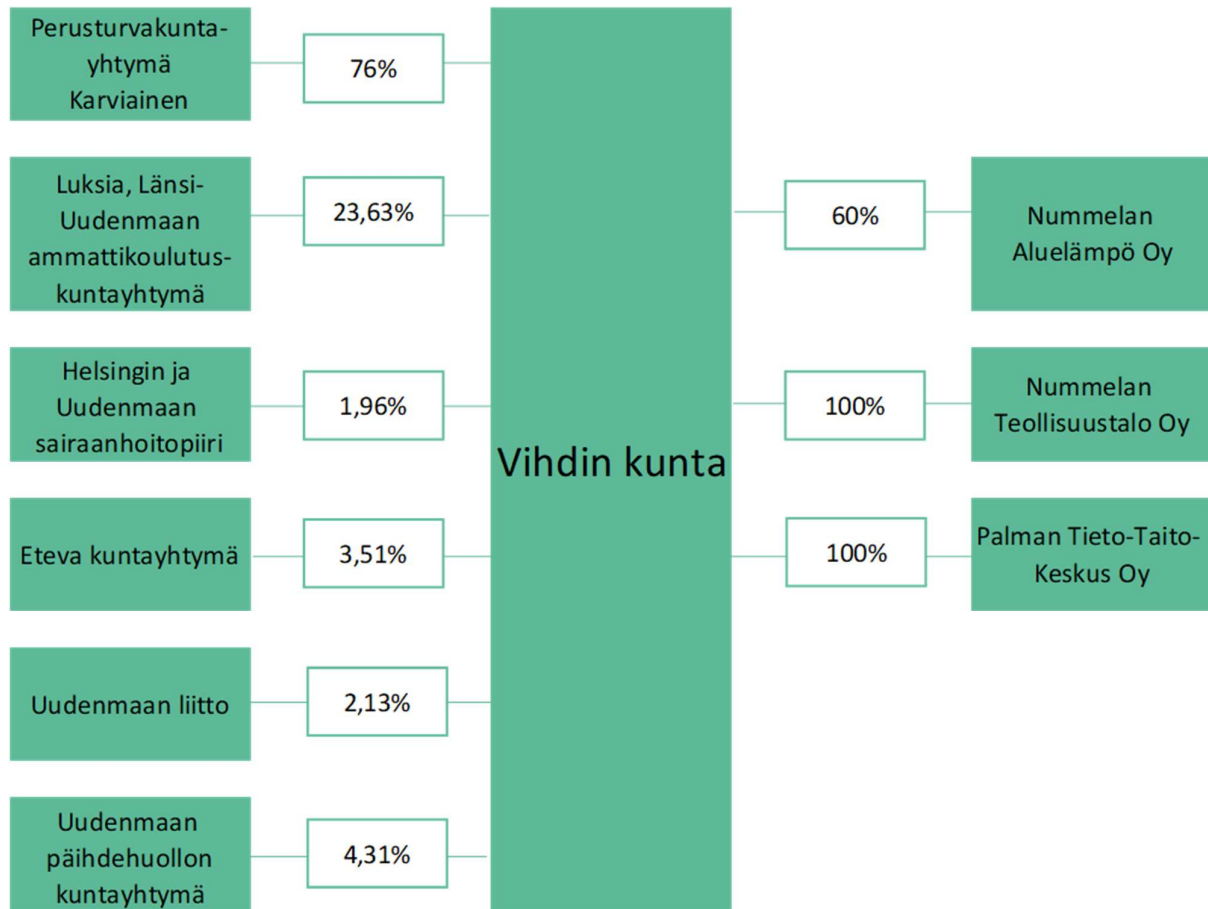 Perusturvakunta-
yhtymä
Karviainen
76%
Luksia, Länsi-
Uudenmaan
ammattikoulutus-
kuntayhtymä
23,63%
Helsingin ja
Uudenmaan
sairaanhoitopiiri
1,96%
Eteva kuntayhtymä
3,51%
Uudenmaan liitto
2,13%
Uudenmaan
päihdehuollon
kuntayhtymä
4,31%
Vihdin kunta
60%
Nummelan
Aluelämpö Oy
100%
Nummelan
Teollisuustalo Oy
100%
Palman Tieto-Taito-
Keskus Oy